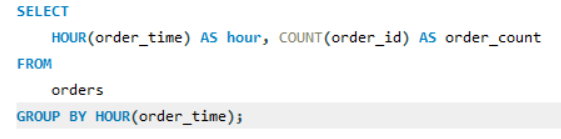 SELECT
    HOUR(order_time) AS hour, COUNT(order_id) AS order_count
FROM
    orders
GROUP BY HOUR(order_time);